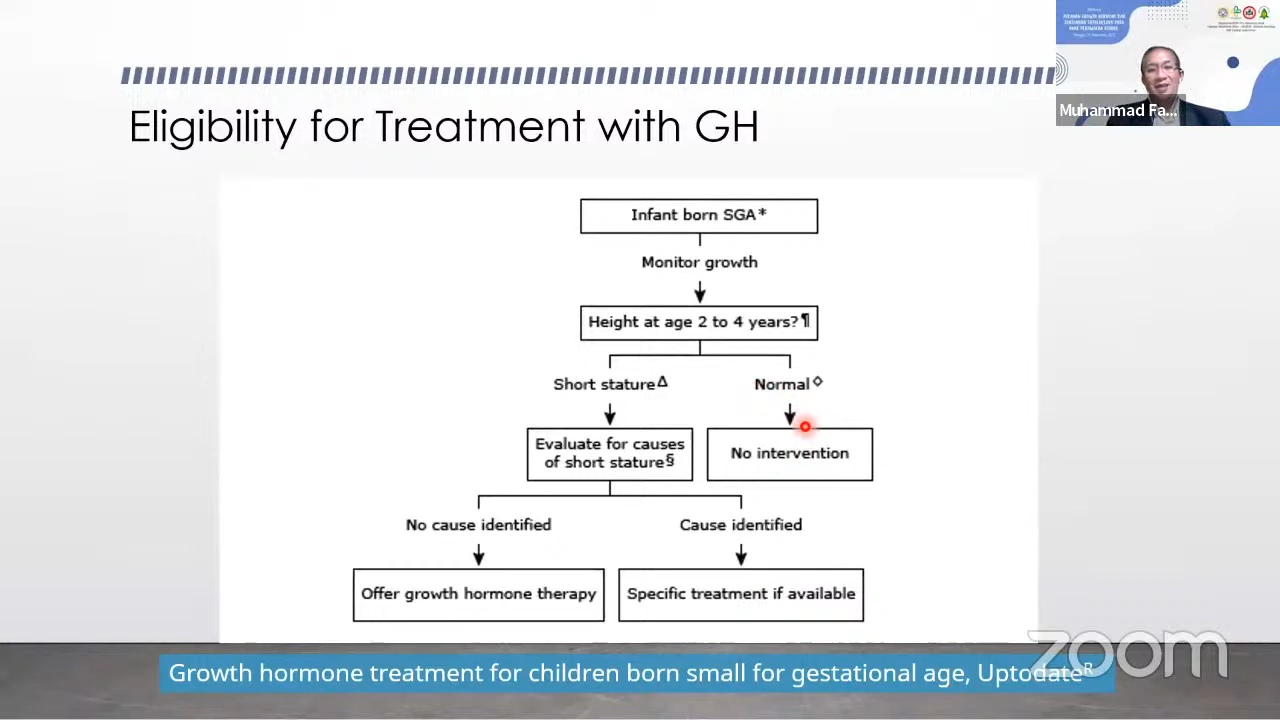 Muhammad Fa...
Eligibility for Treatment with GH
Infant born SGA*
Monitor growth
Height at age 2 to 4 years?¶
Short statureΔ
Normal◇
Evaluate for causes
of short stature§
No intervention
No cause identified
Cause identified
Offer growth hormone therapy
Specific treatment if available
zoom
Growth hormone treatment for children born small for gestational age, UptodateR